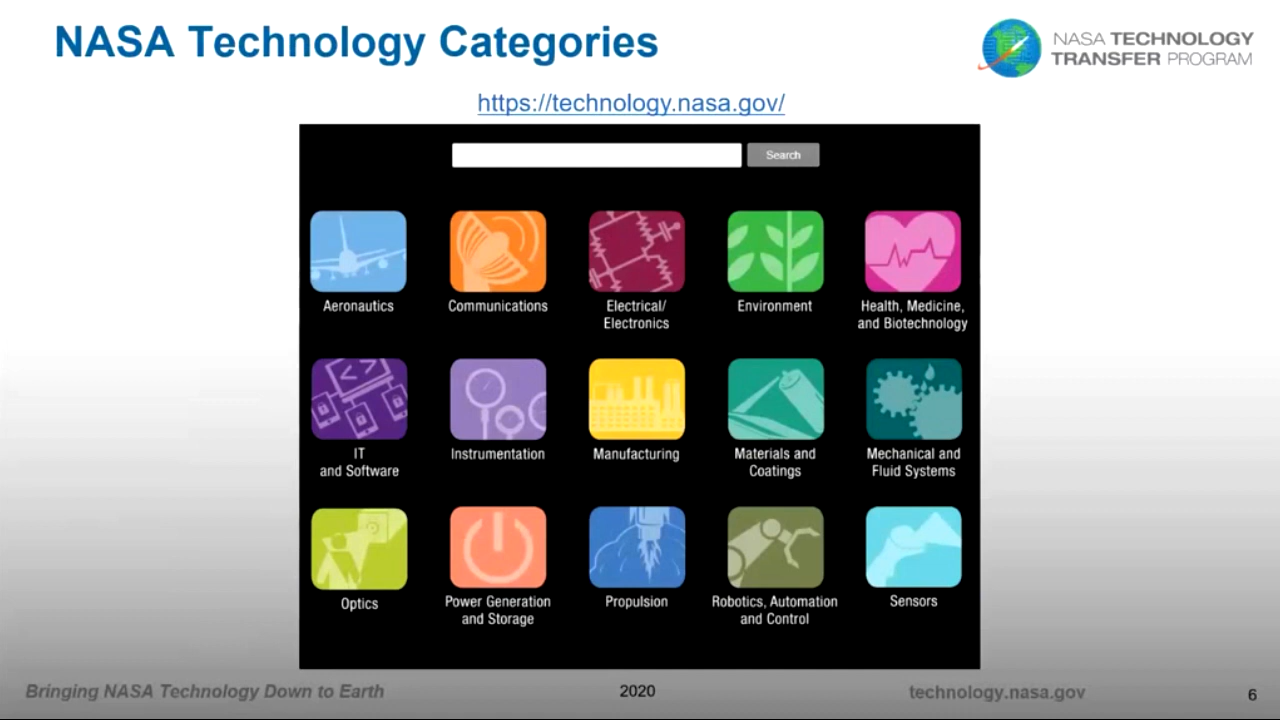 NASA Technology Categories
NASA TECHNOLOGY
TRANSFER PROGRAM
https://technology.nasa.gov/
Search
Aeronautics
Communications
Electrical/
Electronics
Environment
Health, Medicine,
and Biotechnology
IT
and Software
Instrumentation
Manufacturing
Materials and
Coatings
Mechanical and
Fluid Systems
Optics
Power Generation
and Storage
Propulsion
Robotics, Automation
and Control
Sensors
Bringing NASA Technology Down to Earth
2020
technology.nasa.gov
6